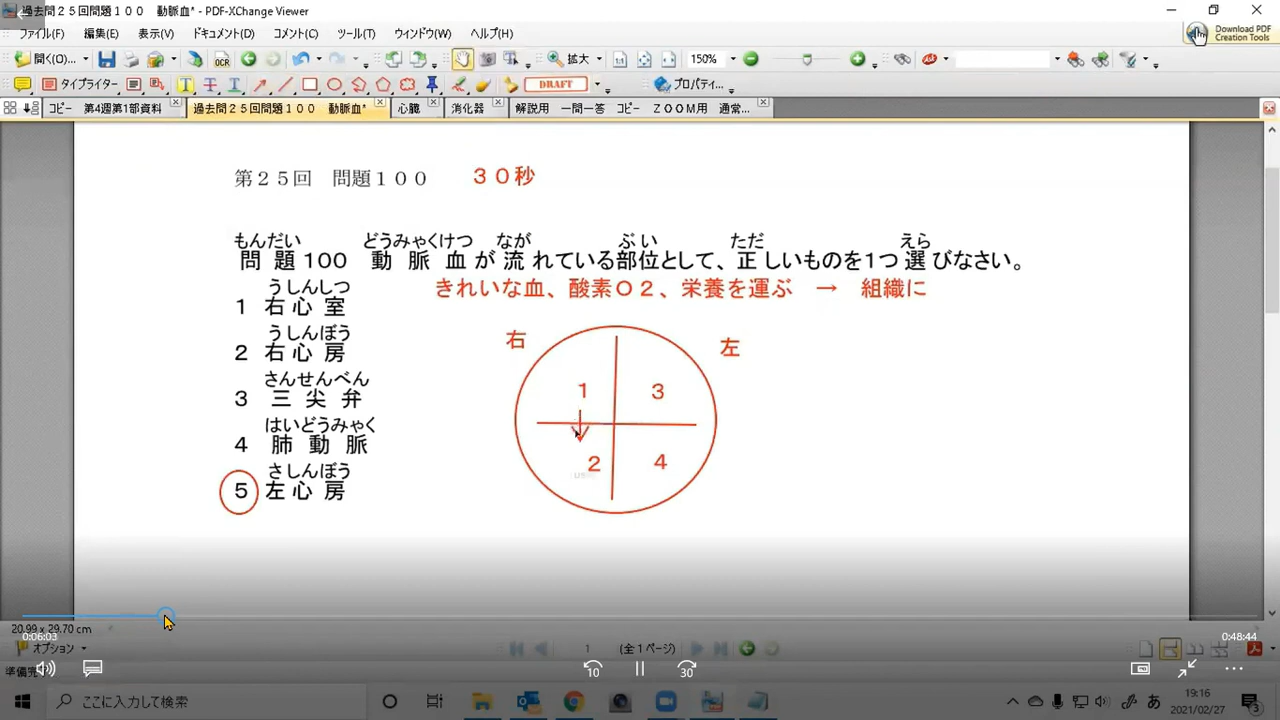 過去問２５回問題１００ 動脈血* - PDF-XChange Viewer
ファイル(F) 編集(E) 表示(V) ドキュメント(D) コメント(C) ツール(T) ウィンドウ(W) ヘルプ(H)
Download PDF
Creation Tools
開く(O)... OCR 150% 拡大
タイプライター DRAFT プロパティ...
コピー 第4週第1部資料 過去問２５回問題１００ 動脈血* 心臓 消化器 解説用 一問一答 コピー ＺＯＯＭ用 通常...
第２５回 問題１００ ３０秒
もんだい どうみゃくけつ なが ぶい ただ えら
問題100 動脈血が流れている部位として、正しいものを1つ選びなさい。
きれいな血、酸素Ｏ２、栄養を運ぶ → 組織に
うしんしつ
1 右心室
うしんぼう
2 右心房
さんせんべん
3 三尖弁
はいどうみゃく
4 肺動脈
さしんぼう
5 左心房
右 左
1 3
2 4
20.99 x 29.70 cm
0:06:03 0:48:44
オプション 1 (全1ページ)
10 30
ここに入力して検索
あ 19:16
2021/02/27 3